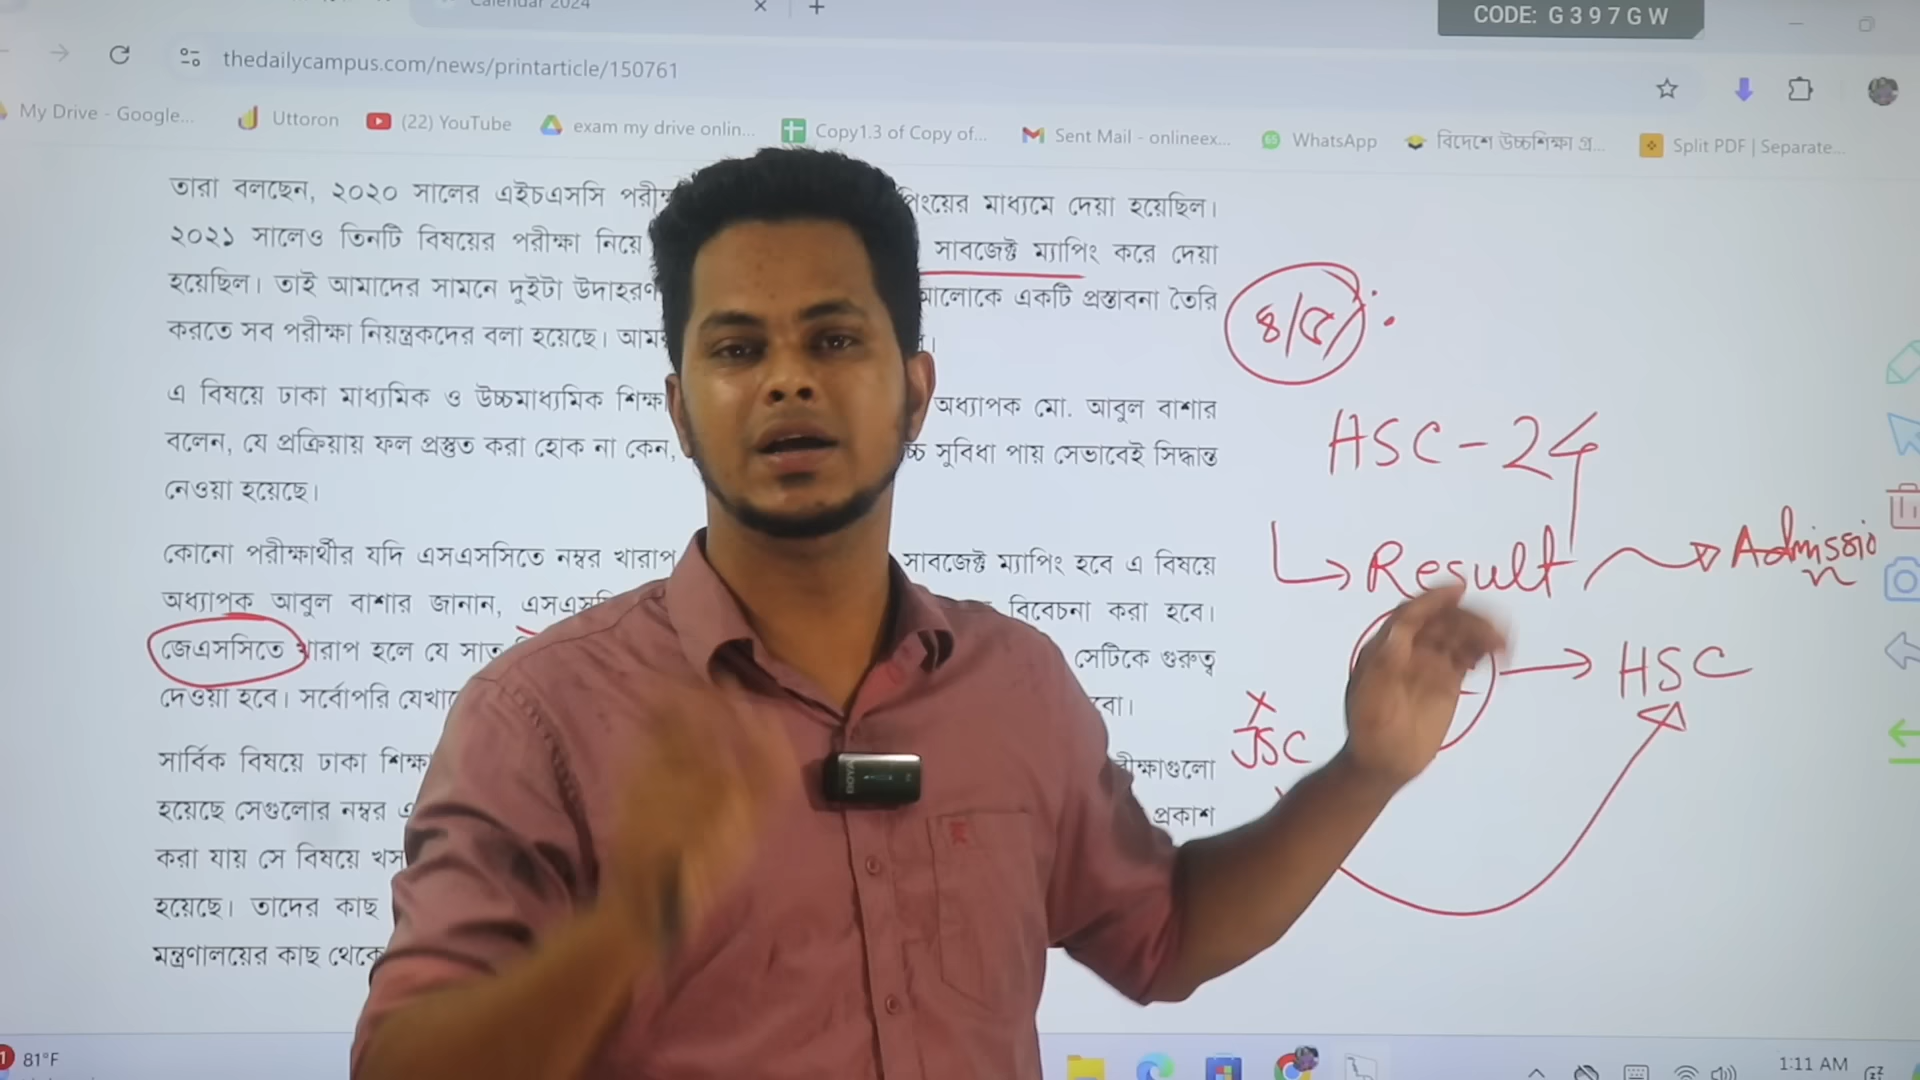 Calendar 2024
CODE: G397GW
thedailycampus.com/news/printarticle/150761
My Drive - Google... Uttoron (22) YouTube exam my drive onlin... Copy1.3 of Copy of... Sent Mail - onlineex... WhatsApp বিদেশে উচ্চশিক্ষা প্র... Split PDF | Separate...
তারা বলছেন, ২০২০ সালের এইচএসসি মাধ্যমে দেয়া হয়েছিল।
২০২১ সালেও তিনটি বিষয়ের পরীক্ষা নিয়ে সাবজেক্ট ম্যাপিং করে দেয়া
হয়েছিল। তাই আমাদের সামনে দুইটা উদাহরণ আলোকে একটি প্রস্তাবনা তৈরি
করতে সব পরীক্ষা নিয়ন্ত্রকদের বলা হয়েছে।
এ বিষয়ে ঢাকা মাধ্যমিক ও উচ্চমাধ্যমিক শিক্ষা অধ্যাপক মো. আবুল বাশার
বলেন, যে প্রক্রিয়ায় ফল প্রস্তুত করা হোক না কেন, সুবিধা পায় সেভাবেই সিদ্ধান্ত
নেওয়া হয়েছে।
কোনো পরীক্ষার্থীর যদি এসএসসিতে নম্বর খারাপ সাবজেক্ট ম্যাপিং হবে এ বিষয়ে
অধ্যাপক আবুল বাশার জানান, বিবেচনা করা হবে।
জেএসসিতে খারাপ হলে যে সেটিকে গুরুত্ব
দেওয়া হবে। সর্বোপরি
সার্বিক বিষয়ে ঢাকা
হয়েছে সেগুলোর নম্বর প্রকাশ
করা যায় সে বিষয়ে
হয়েছে। তাদের কাছ
মন্ত্রণালয়ের কাছ থেকে
৪/৫/:
HSC-24
Result Admission
HSC
JSC
BOYA
1 81°F
1:11 AM